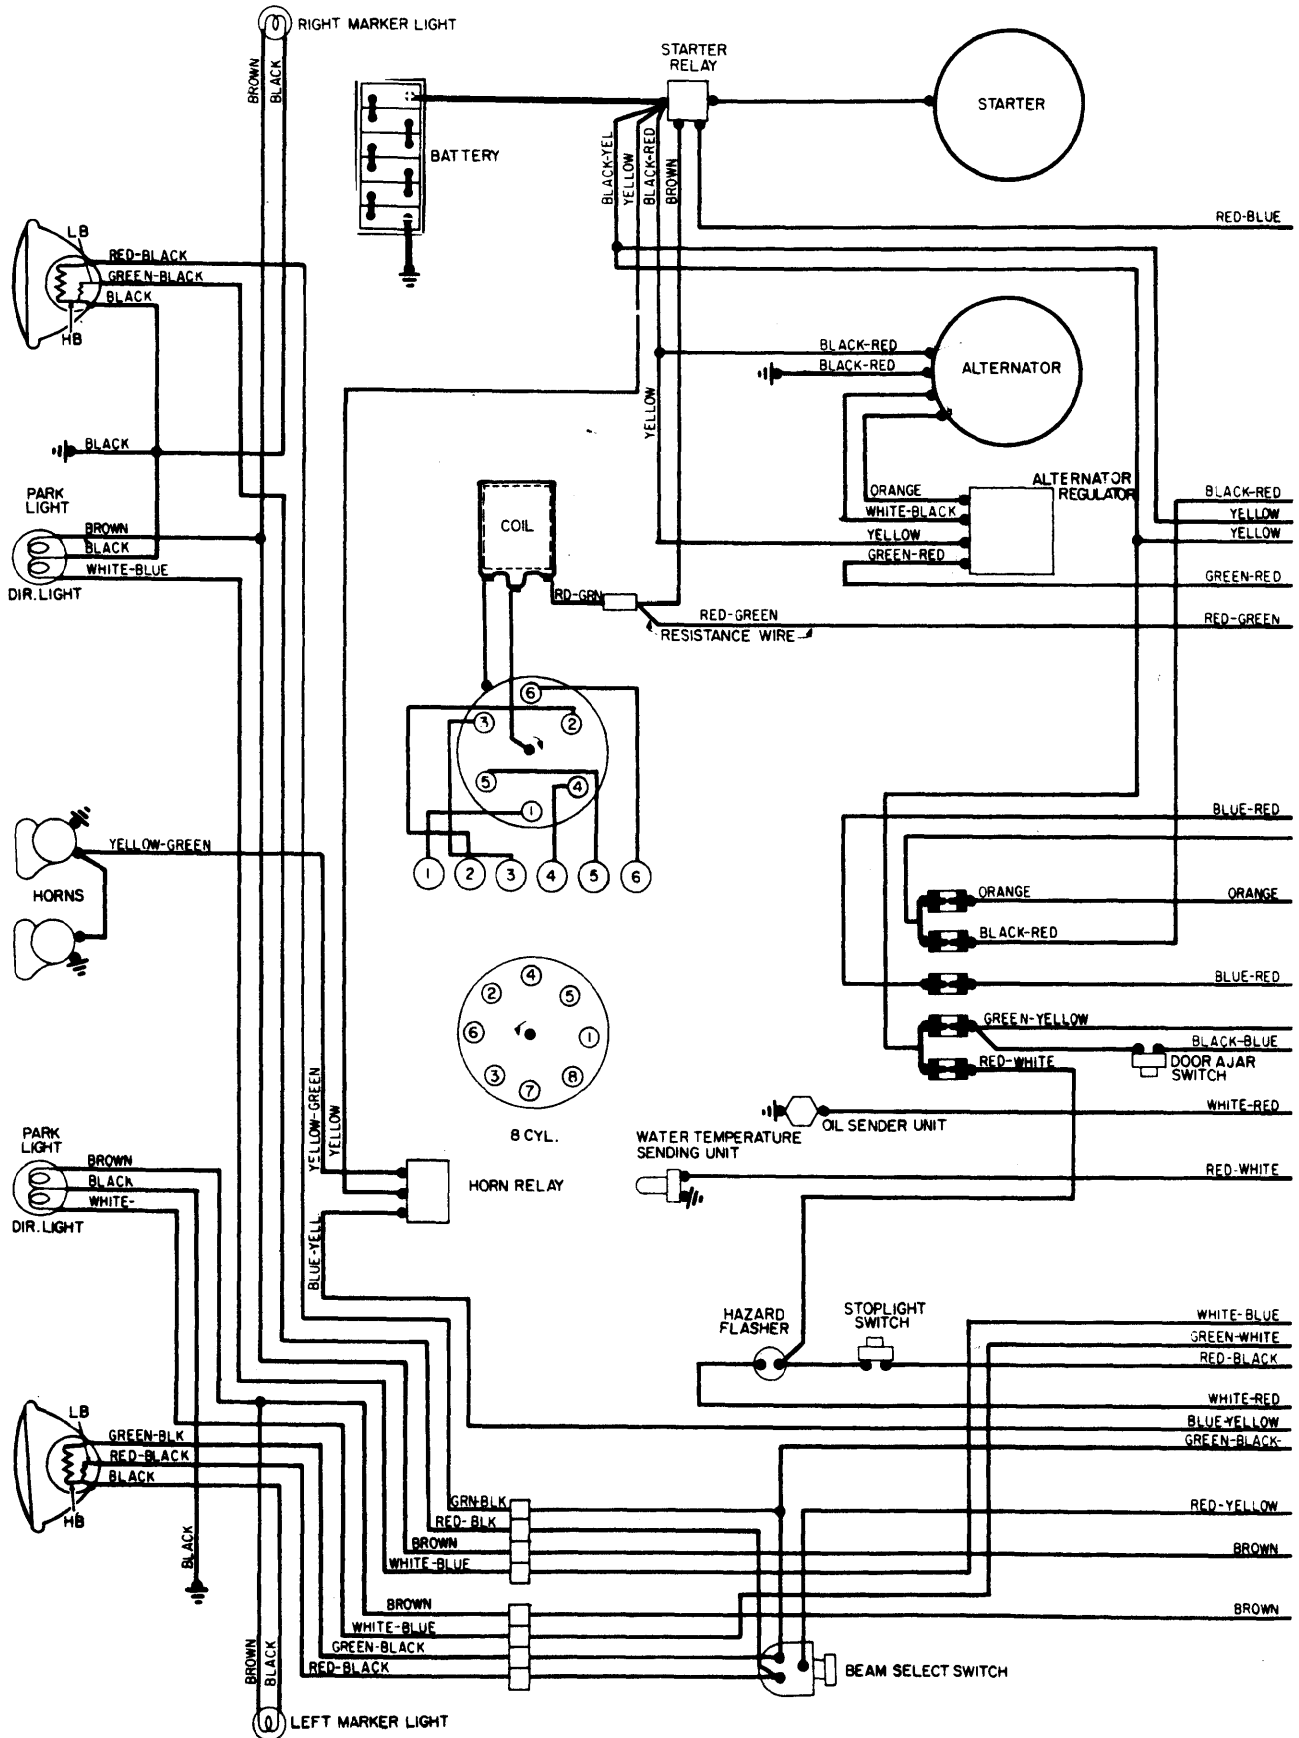 RIGHT MARKER LIGHT
BROWN
BLACK
STARTER
RELAY
STARTER
BATTERY
BLACK-YEL
YELLOW
BLACK-RED
BROWN
RED-BLUE
LB
RED-BLACK
GREEN-BLACK
BLACK
HB
BLACK-RED
BLACK-RED
ALTERNATOR
YELLOW
BLACK
PARK
LIGHT
BROWN
BLACK
WHITE-BLUE
DIR. LIGHT
COIL
ORANGE
WHITE-BLACK
YELLOW
GREEN-RED
ALTERNATOR
REGULATOR
BLACK-RED
YELLOW
YELLOW
GREEN-RED
RD-GRN
RED-GREEN
RESISTANCE WIRE
RED-GREEN
6
3
2
5
4
1
1
2
3
4
5
6
YELLOW-GREEN
HORNS
BLUE-RED
ORANGE
ORANGE
BLACK-RED
BLUE-RED
GREEN-YELLOW
BLACK-BLUE
RED-WHITE
DOOR AJAR
SWITCH
4
2
5
6
1
3
8
7
8 CYL.
WHITE-RED
OIL SENDER UNIT
WATER TEMPERATURE
SENDING UNIT
RED-WHITE
YELLOW-GREEN
YELLOW
HORN RELAY
BLUE-YELL
PARK
LIGHT
BROWN
BLACK
WHITE-
DIR. LIGHT
HAZARD
FLASHER
STOPLIGHT
SWITCH
WHITE-BLUE
GREEN-WHITE
RED-BLACK
WHITE-RED
BLUE-YELLOW
GREEN-BLACK-
LB
GREEN-BLK
RED-BLACK
BLACK
HB
BLACK
GRN-BLK
RED-BLK
BROWN
WHITE-BLUE
RED-YELLOW
BROWN
BROWN
WHITE-BLUE
GREEN-BLACK
RED-BLACK
BROWN
BROWN
BLACK
BEAM SELECT SWITCH
LEFT MARKER LIGHT